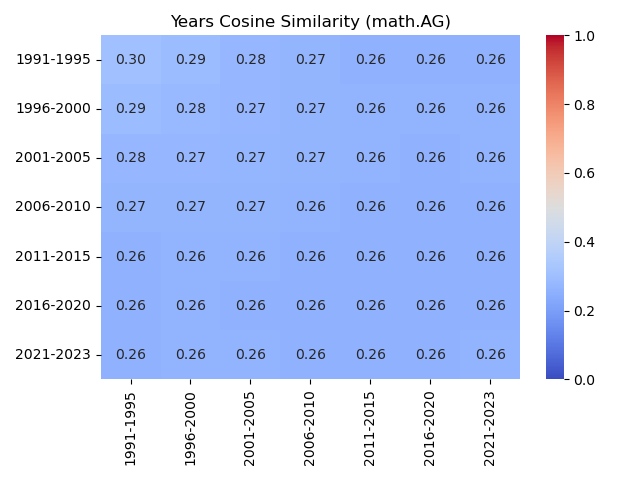 Years Cosine Similarity (math.AG)
1991-1995 0.30 0.29 0.28 0.27 0.26 0.26 0.26
1996-2000 0.29 0.28 0.27 0.27 0.26 0.26 0.26
2001-2005 0.28 0.27 0.27 0.27 0.26 0.26 0.26
2006-2010 0.27 0.27 0.27 0.26 0.26 0.26 0.26
2011-2015 0.26 0.26 0.26 0.26 0.26 0.26 0.26
2016-2020 0.26 0.26 0.26 0.26 0.26 0.26 0.26
2021-2023 0.26 0.26 0.26 0.26 0.26 0.26 0.26
1991-1995 1996-2000 2001-2005 2006-2010 2011-2015 2016-2020 2021-2023
1.0
0.8
0.6
0.4
0.2
0.0